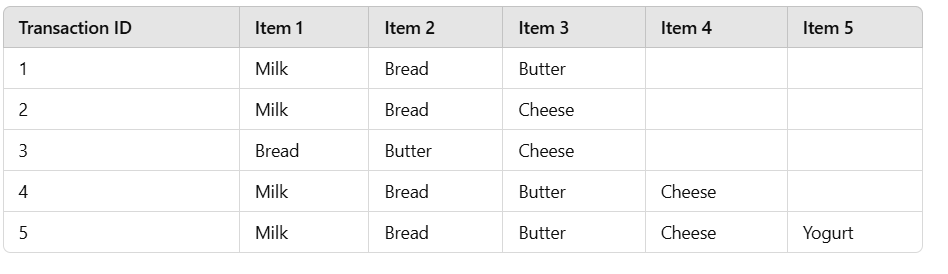 Transaction ID Item 1 Item 2 Item 3 Item 4 Item 5
1 Milk Bread Butter
2 Milk Bread Cheese
3 Bread Butter Cheese
4 Milk Bread Butter Cheese
5 Milk Bread Butter Cheese Yogurt